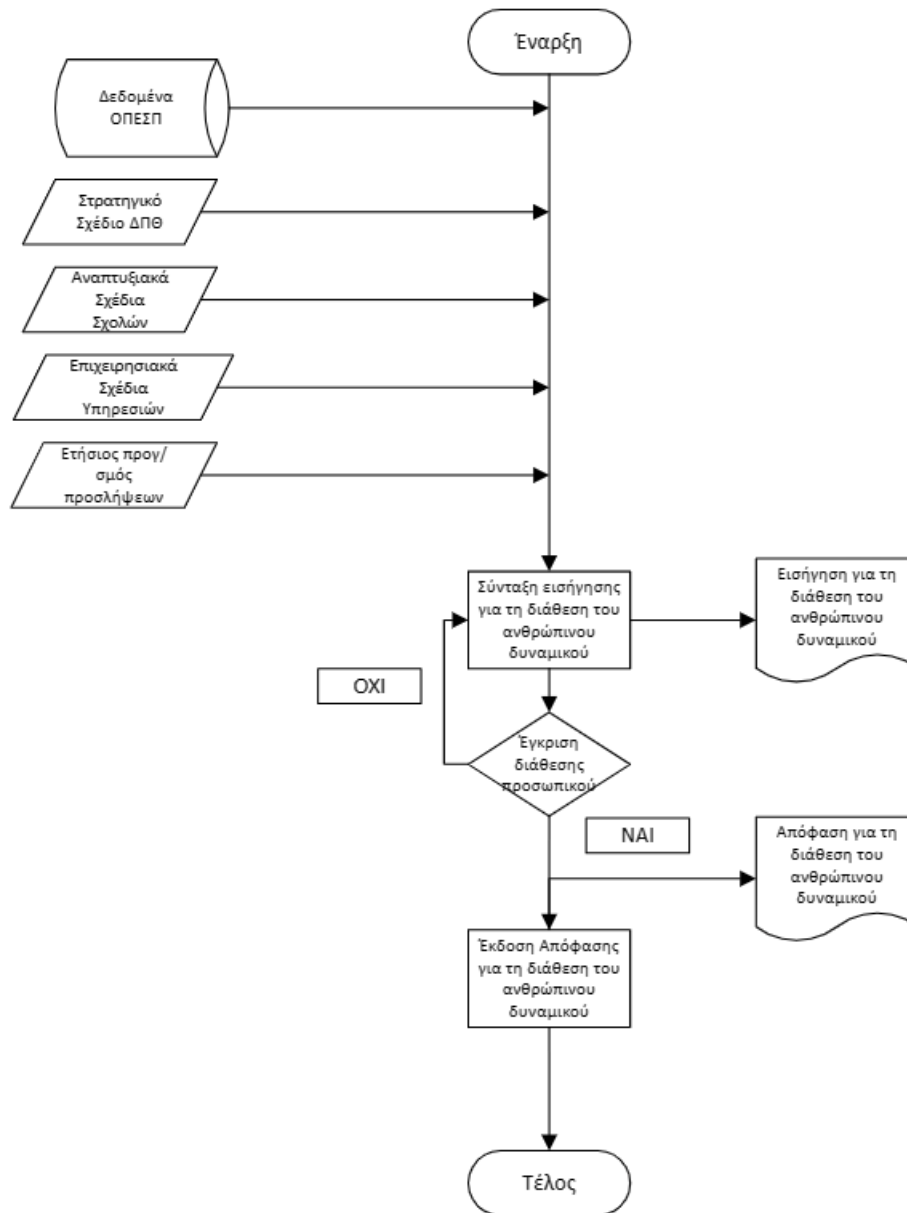 Έναρξη
Δεδομένα
ΟΠΕΣΠ
Στρατηγικό
Σχέδιο ΔΠΘ
Αναπτυξιακά
Σχέδια
Σχολών
Επιχειρησιακά
Σχέδια
Υπηρεσιών
Ετήσιος προγ/
σμός
προσλήψεων
Σύνταξη εισήγησης
για τη διάθεση του
ανθρώπινου
δυναμικού
Εισήγηση για τη
διάθεση του
ανθρώπινου
δυναμικού
ΟΧΙ
Έγκριση
διάθεσης
προσωπικού
ΝΑΙ
Απόφαση για τη
διάθεση του
ανθρώπινου
δυναμικού
Έκδοση Απόφασης
για τη διάθεση του
ανθρώπινου
δυναμικού
Τέλος